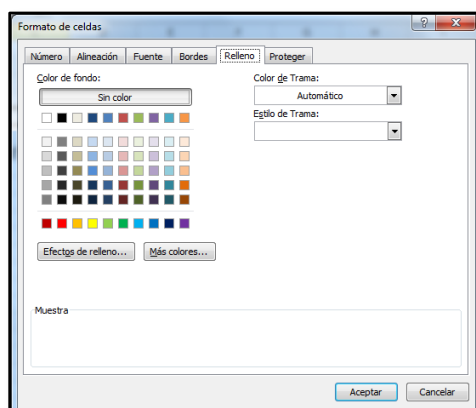 Formato de celdas
Número Alineación Fuente Bordes Relleno Proteger
Color de fondo:
Sin color
Color de Trama:
Automático
Estilo de Trama:
Efectos de relleno...
Más colores...
Muestra
Aceptar
Cancelar